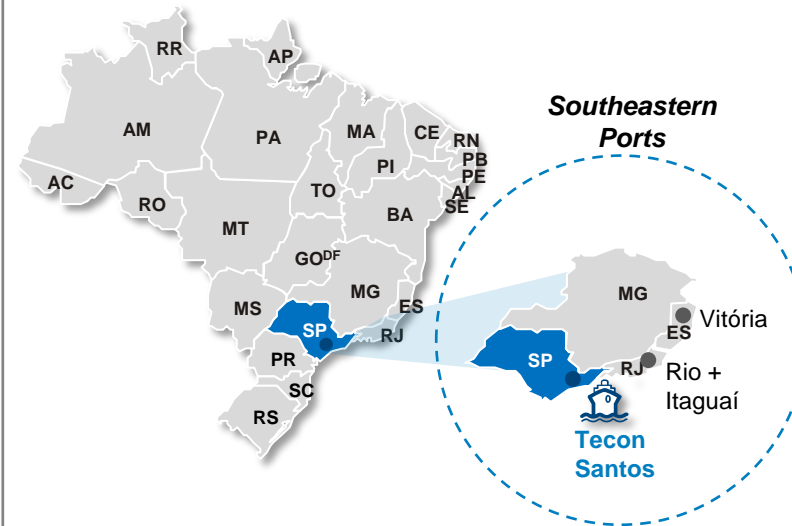 RR
AP
AM
PA
MA
CE
RN
PB
PE
AL
SE
PI
AC
RO
TO
BA
MT
GO
DF
MG
ES
MS
SP
RJ
PR
SC
RS
Southeastern
Ports
MG
ES
Vitória
SP
RJ
Rio +
Itaguaí
0
Tecon
Santos